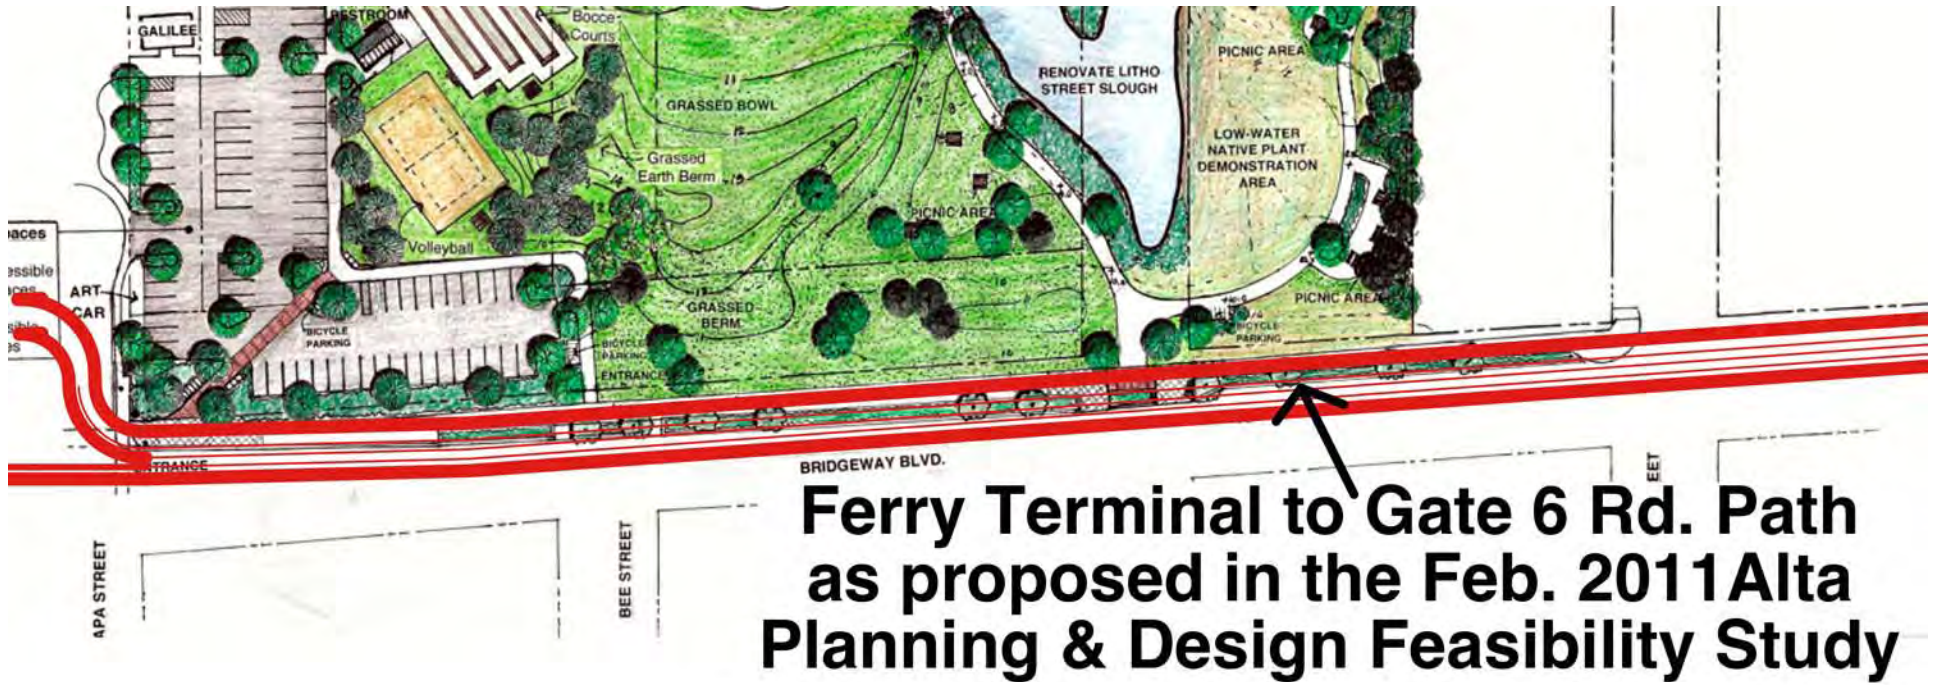 GALILEE
RESTROOM
Bocce
Courts
GRASSED BOWL
11
Grassed
Earth Berm
Volleyball
PICNIC AREA
RENOVATE LITHO
STREET SLOUGH
PICNIC AREA
LOW-WATER
NATIVE PLANT
DEMONSTRATION
AREA
PICNIC AREA
ART
CAR
BICYCLE
PARKING
GRASSED
BERM
BICYCLE
PARKING
ENTRANCE
BICYCLE
PARKING
ENTRANCE
BRIDGEWAY BLVD.
APA STREET
BEE STREET
EET
Ferry Terminal to Gate 6 Rd. Path
as proposed in the Feb. 2011Alta
Planning & Design Feasibility Study